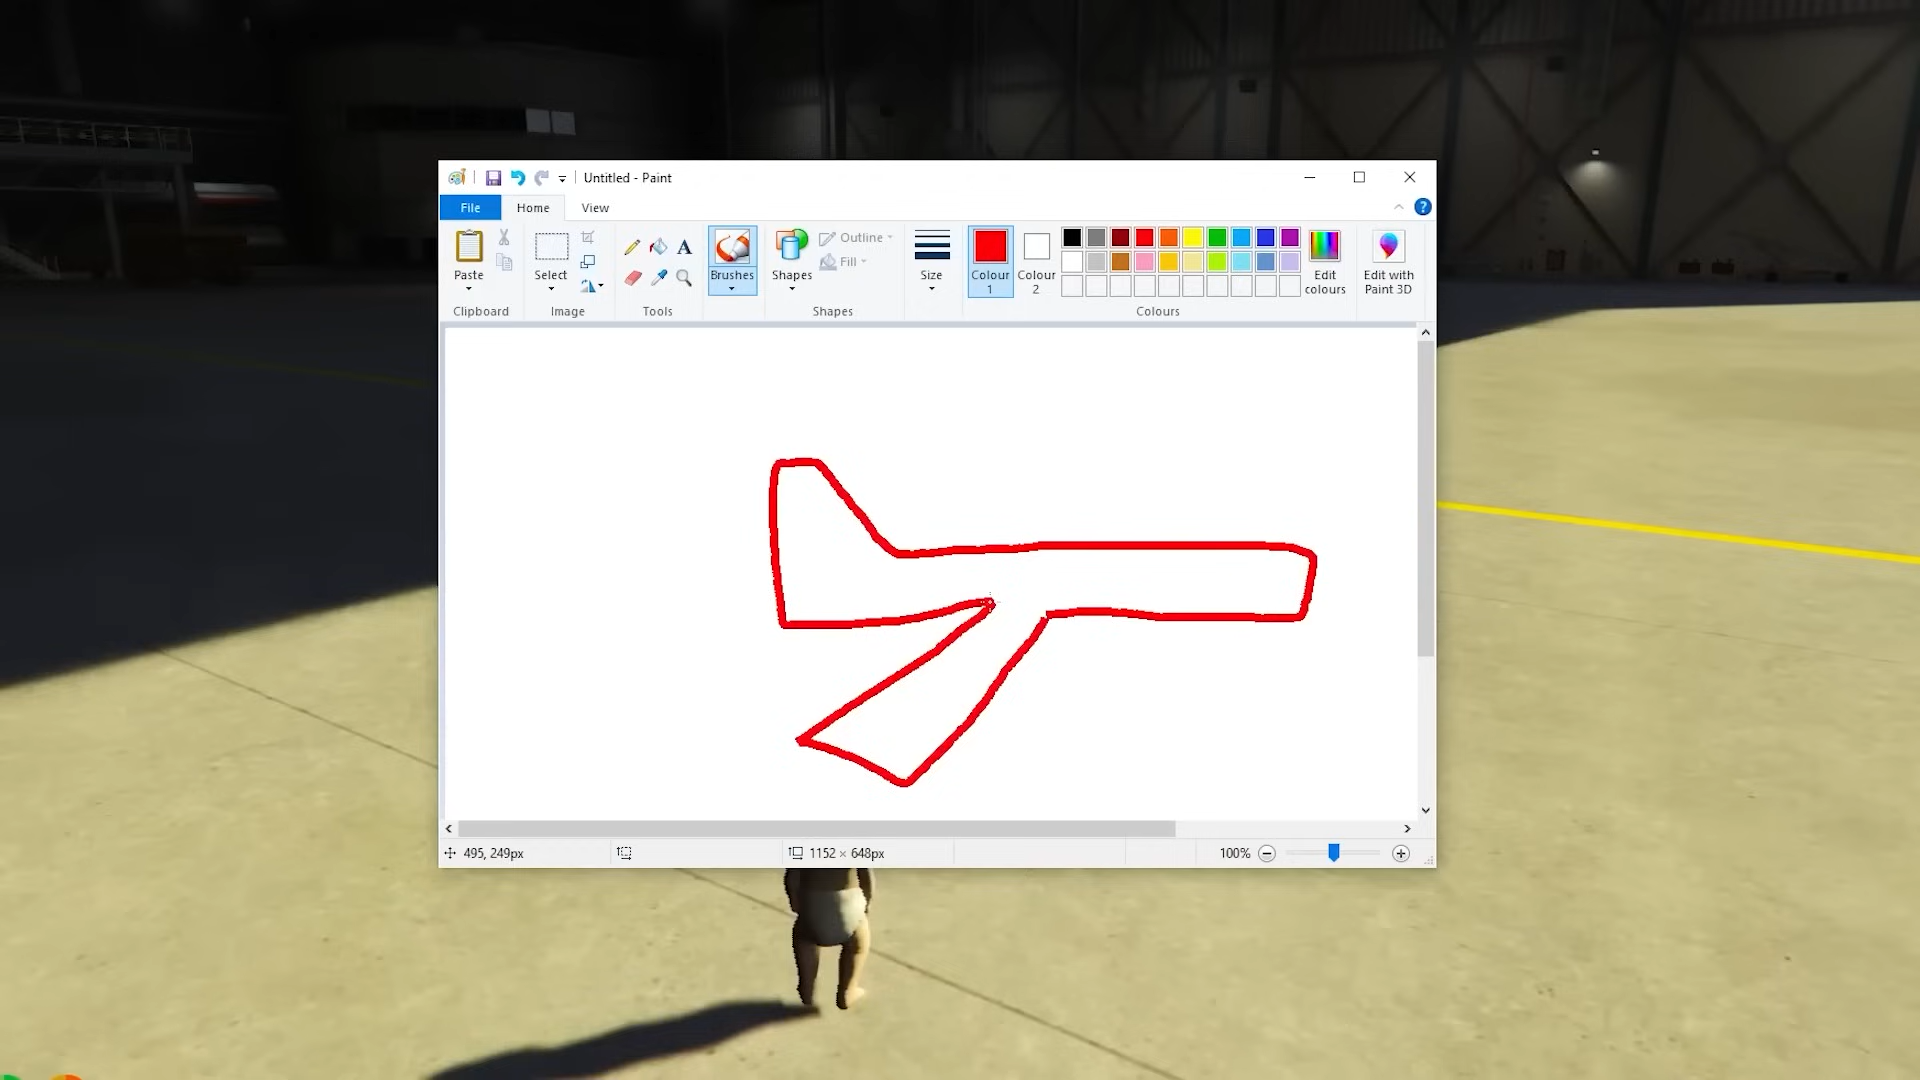 Untitled - Paint
File Home View
Paste Select Brushes Shapes Outline Fill Size Colour 1 Colour 2 Edit colours Edit with Paint 3D
Clipboard Image Tools Shapes Colours
495, 249px 1152 × 648px 100%